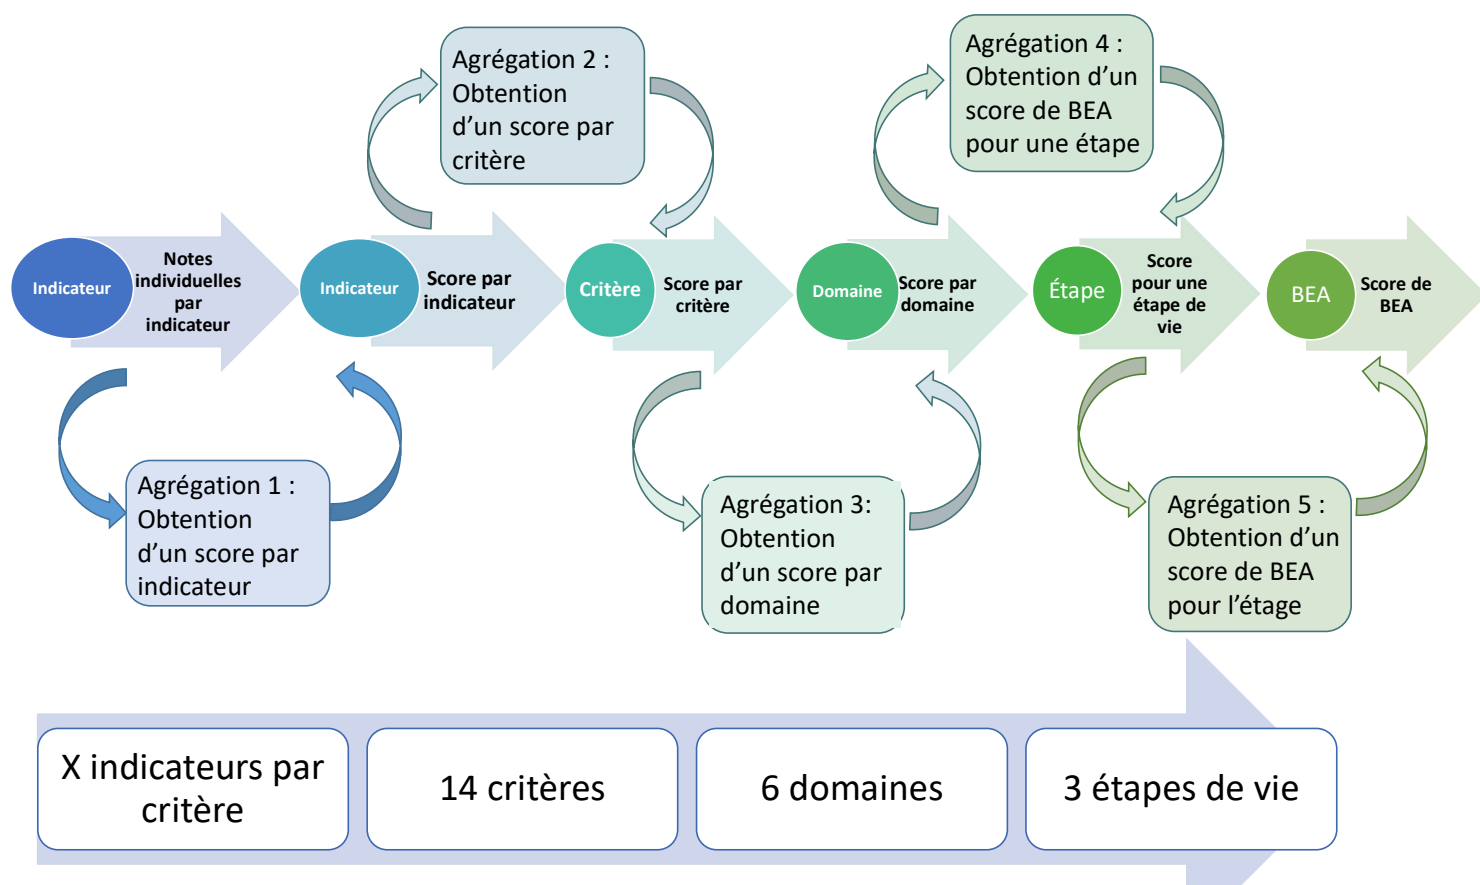 Agrégation 2 :
Obtention
d’un score par
critère
Agrégation 4 :
Obtention d’un
score de BEA
pour une étape
Indicateur
Notes
individuelles
par
indicateur
Indicateur
Score par
indicateur
Critère
Score par
critère
Domaine
Score par
domaine
Étape
Score
pour une
étape de
vie
BEA
Score de
BEA
Agrégation 1 :
Obtention
d’un score par
indicateur
Agrégation 3:
Obtention
d’un score par
domaine
Agrégation 5 :
Obtention d’un
score de BEA
pour l’étage
X indicateurs par
critère
14 critères
6 domaines
3 étapes de vie